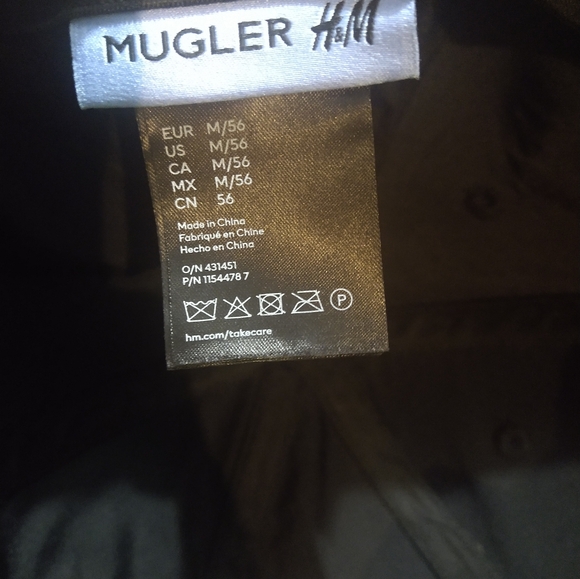 MUGLER H&M
EUR M/56
US M/56
CA M/56
MX M/56
CN 56
Made in China
Fabriqué en Chine
Hecho en China
O/N 431451
P/N 1154478 7
P
hm.com/takecare